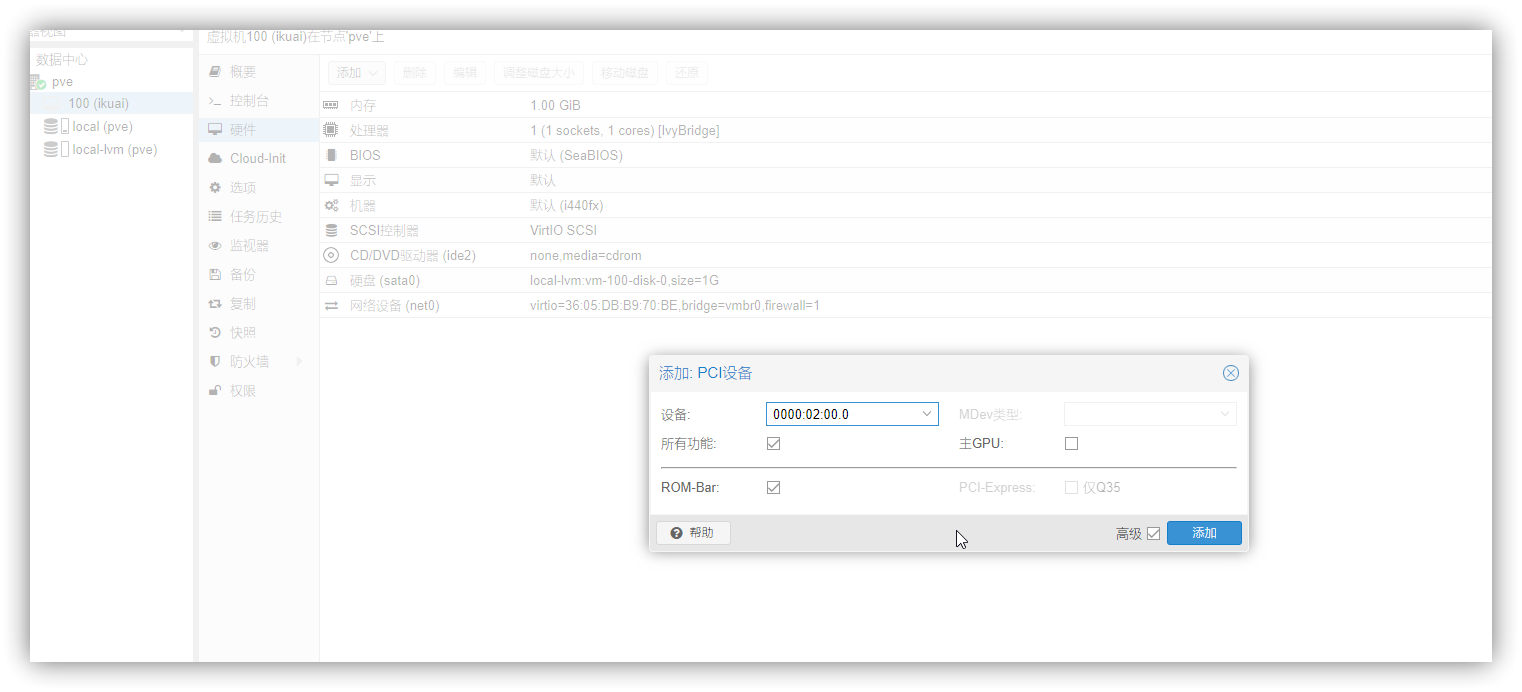 虚拟机100 (ikuai)在节点'pve'上
数据中心
pve
100 (ikuai)
local (pve)
local-lvm (pve)
概要
控制台
硬件
Cloud-Init
选项
任务历史
监视器
备份
复制
快照
防火墙
权限
添加 删除 编辑 调整磁盘大小 移动磁盘 还原
内存 1.00 GiB
处理器 1 (1 sockets, 1 cores) [IvyBridge]
BIOS 默认 (SeaBIOS)
显示 默认
机器 默认 (i440fx)
SCSI控制器 VirtIO SCSI
CD/DVD驱动器 (ide2) none,media=cdrom
硬盘 (sata0) local-lvm:vm-100-disk-0,size=1G
网络设备 (net0) virtio=36:05:DB:B9:70:BE,bridge=vmbr0,firewall=1
添加: PCI设备
设备: 0000:02:00.0 MDev类型:
所有功能: 主GPU:
ROM-Bar: PCI-Express: 仅Q35
帮助 高级 添加